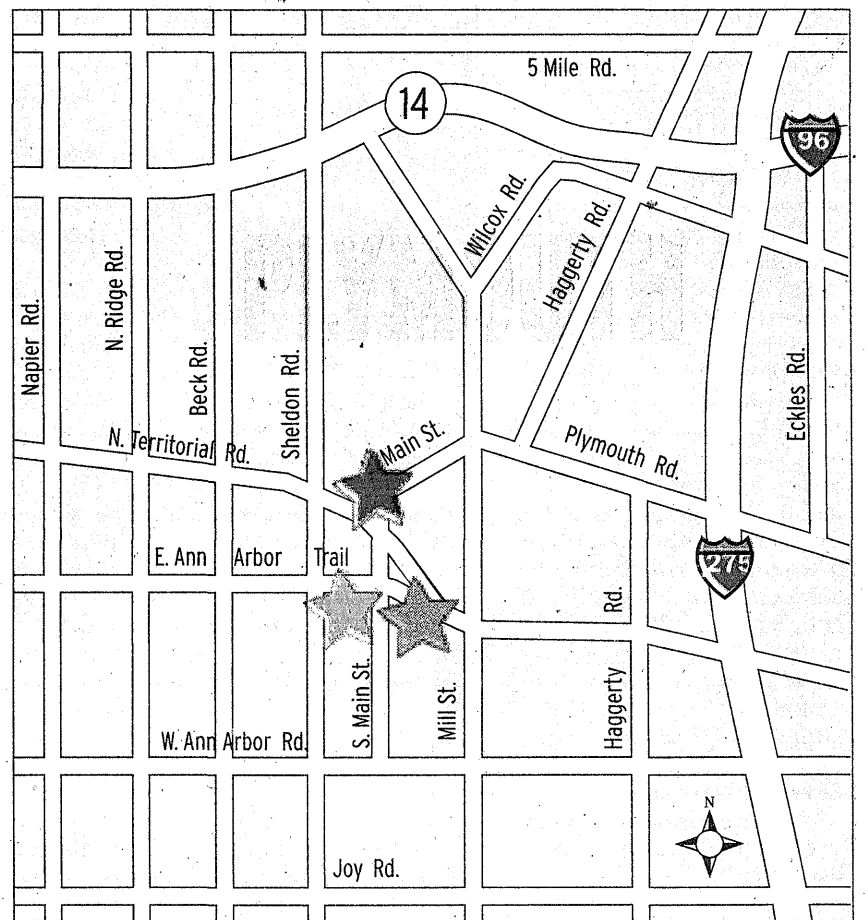 5 Mile Rd.
14
96
Wilcox Rd.
Haggerty Rd.
N. Ridge Rd.
Napier Rd.
Beck Rd.
Sheldon Rd.
Eckles Rd.
Main St.
N. Territorial Rd.
Plymouth Rd.
E. Ann Arbor Trail
275
Haggerty Rd.
S. Main St.
Mill St.
W. Ann Arbor Rd.
N
Joy Rd.